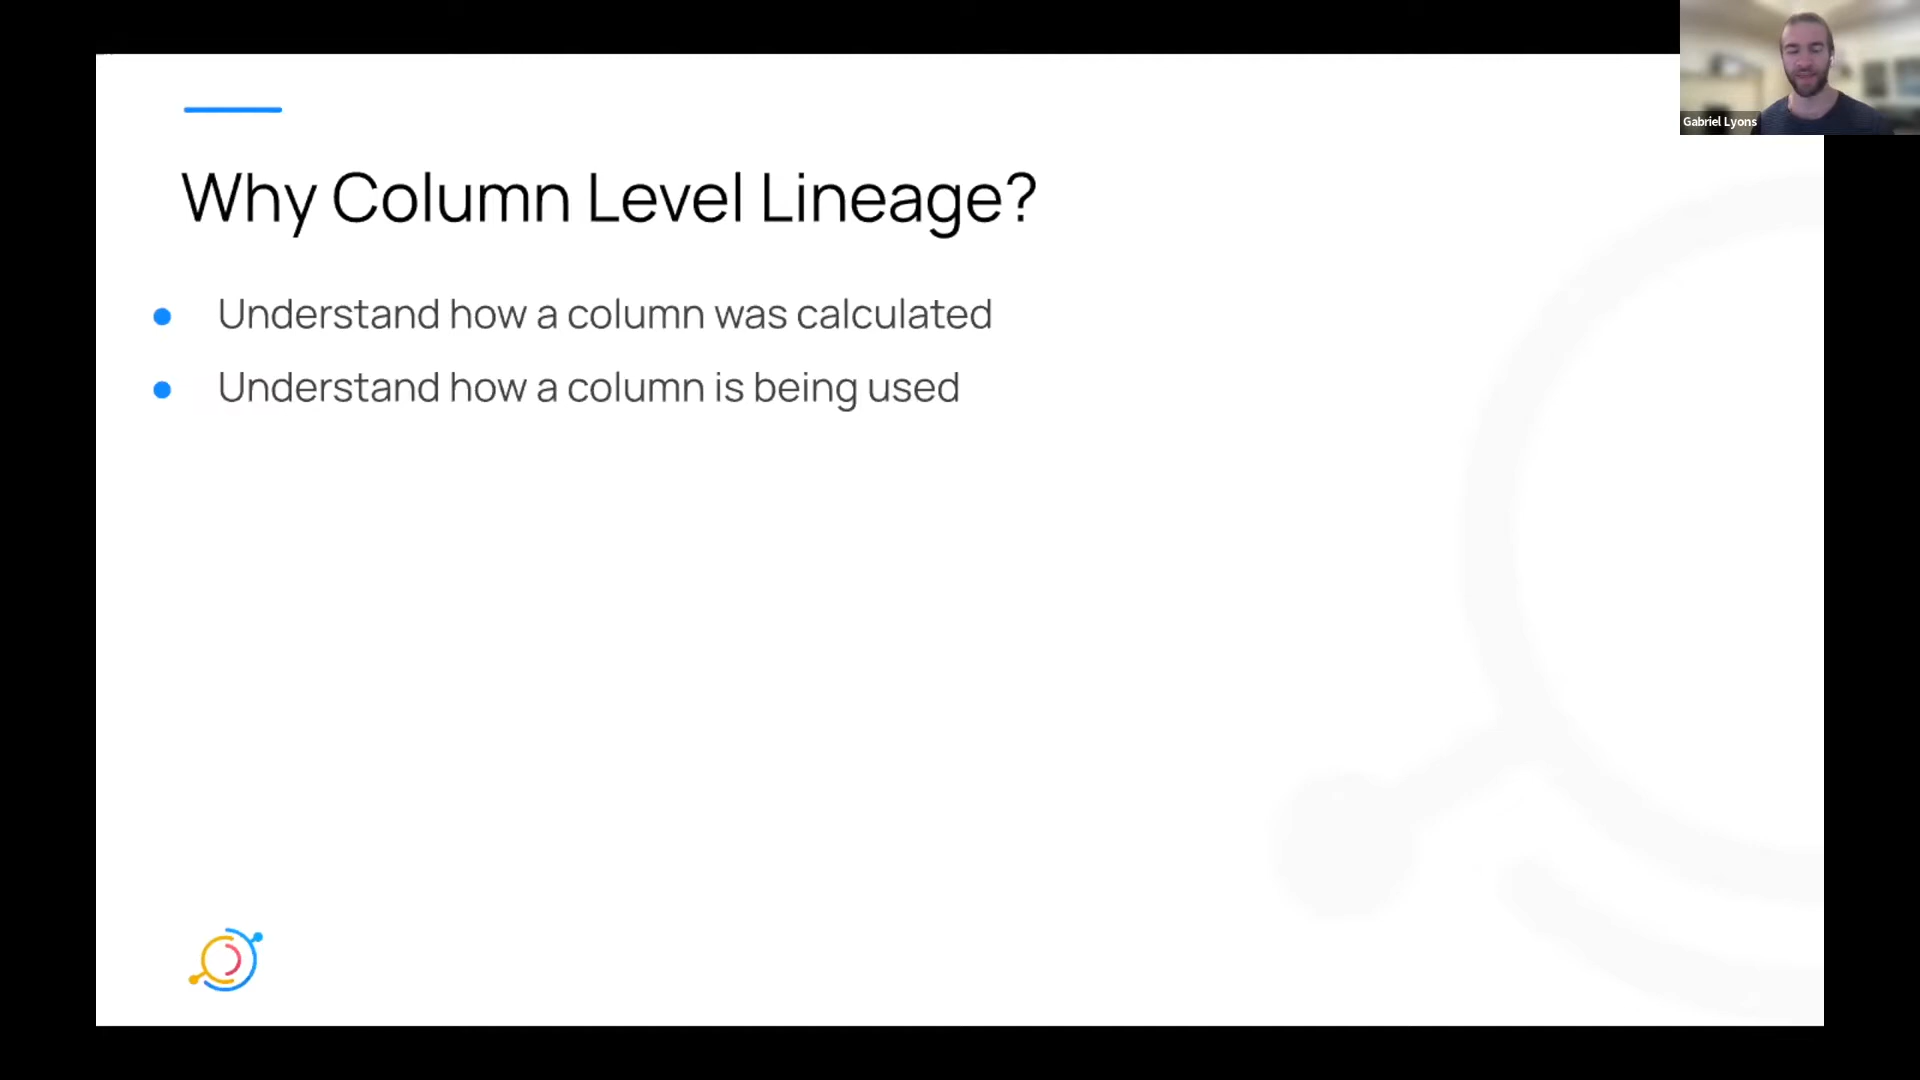 Gabriel Lyons
Why Column Level Lineage?
Understand how a column was calculated
Understand how a column is being used